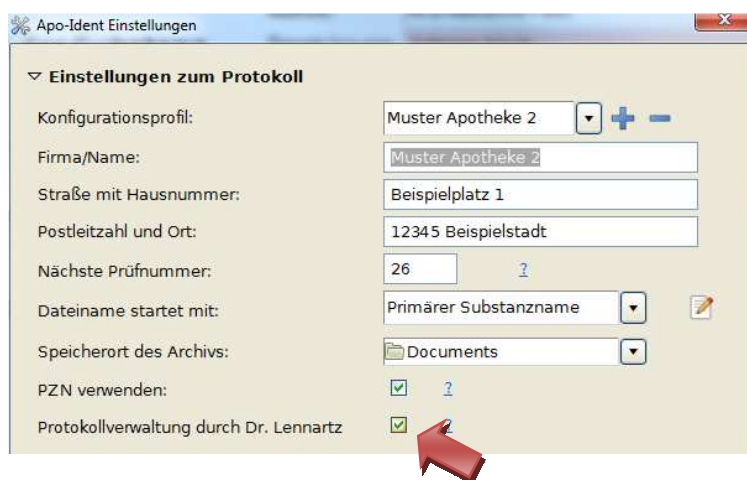 Apo-Ident Einstellungen
Einstellungen zum Protokoll
Konfigurationsprofil: Muster Apotheke 2
Firma/Name: Muster Apotheke 2
Straße mit Hausnummer: Beispielplatz 1
Postleitzahl und Ort: 12345 Beispielstadt
Nächste Prüfnummer: 26 ?
Dateiname startet mit: Primärer Substanzname
Speicherort des Archivs: Documents
PZN verwenden: ?
Protokollverwaltung durch Dr. Lennartz ?